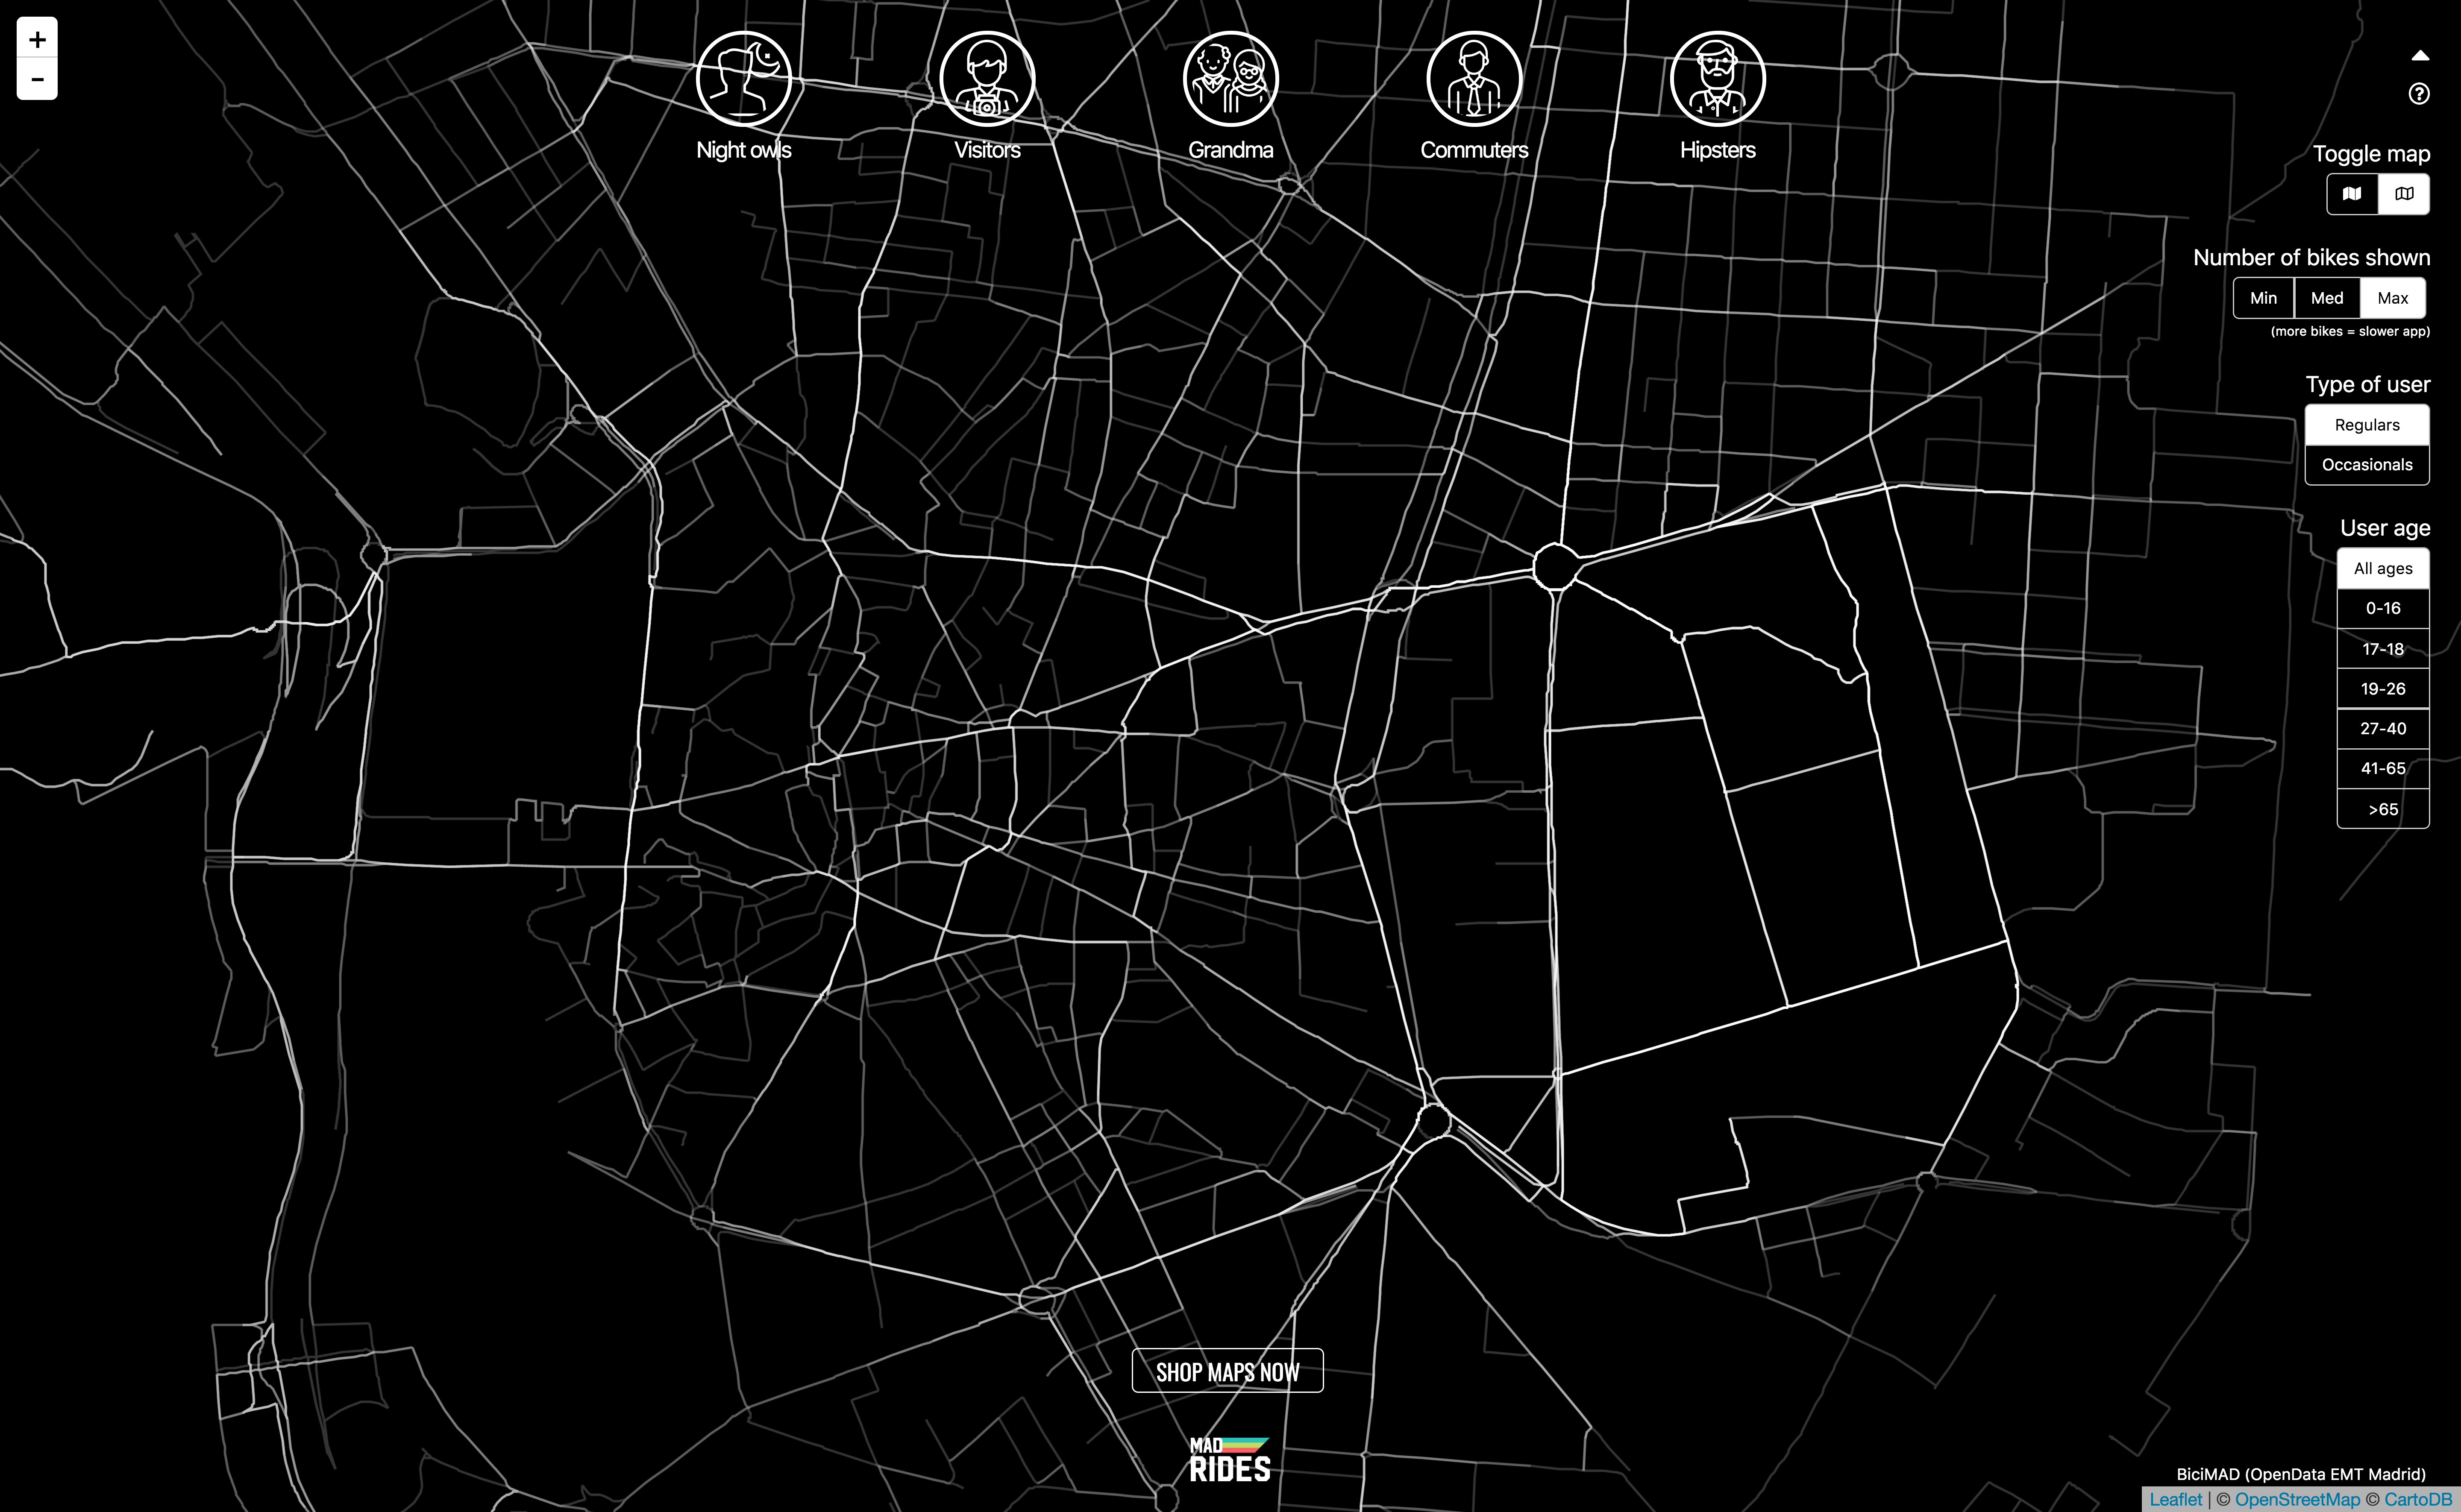 +
−
Night owls
Visitors
Grandma
Commuters
Hipsters
?
Toggle map
Number of bikes shown
Min Med Max
(more bikes = slower app)
Type of user
Regulars
Occasionals
User age
All ages
0-16
17-18
19-26
27-40
41-65
>65
SHOP MAPS NOW
MAD
RIDES
BiciMAD (OpenData EMT Madrid)
Leaflet | © OpenStreetMap © CartoDB